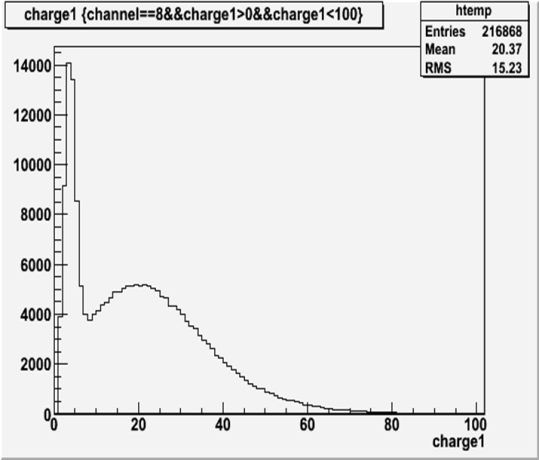 charge1 {channel==8&&charge1>0&&charge1<100}
htemp
Entries 216868
Mean 20.37
RMS 15.23
14000
12000
10000
8000
6000
4000
2000
0
0 20 40 60 80 100
charge1